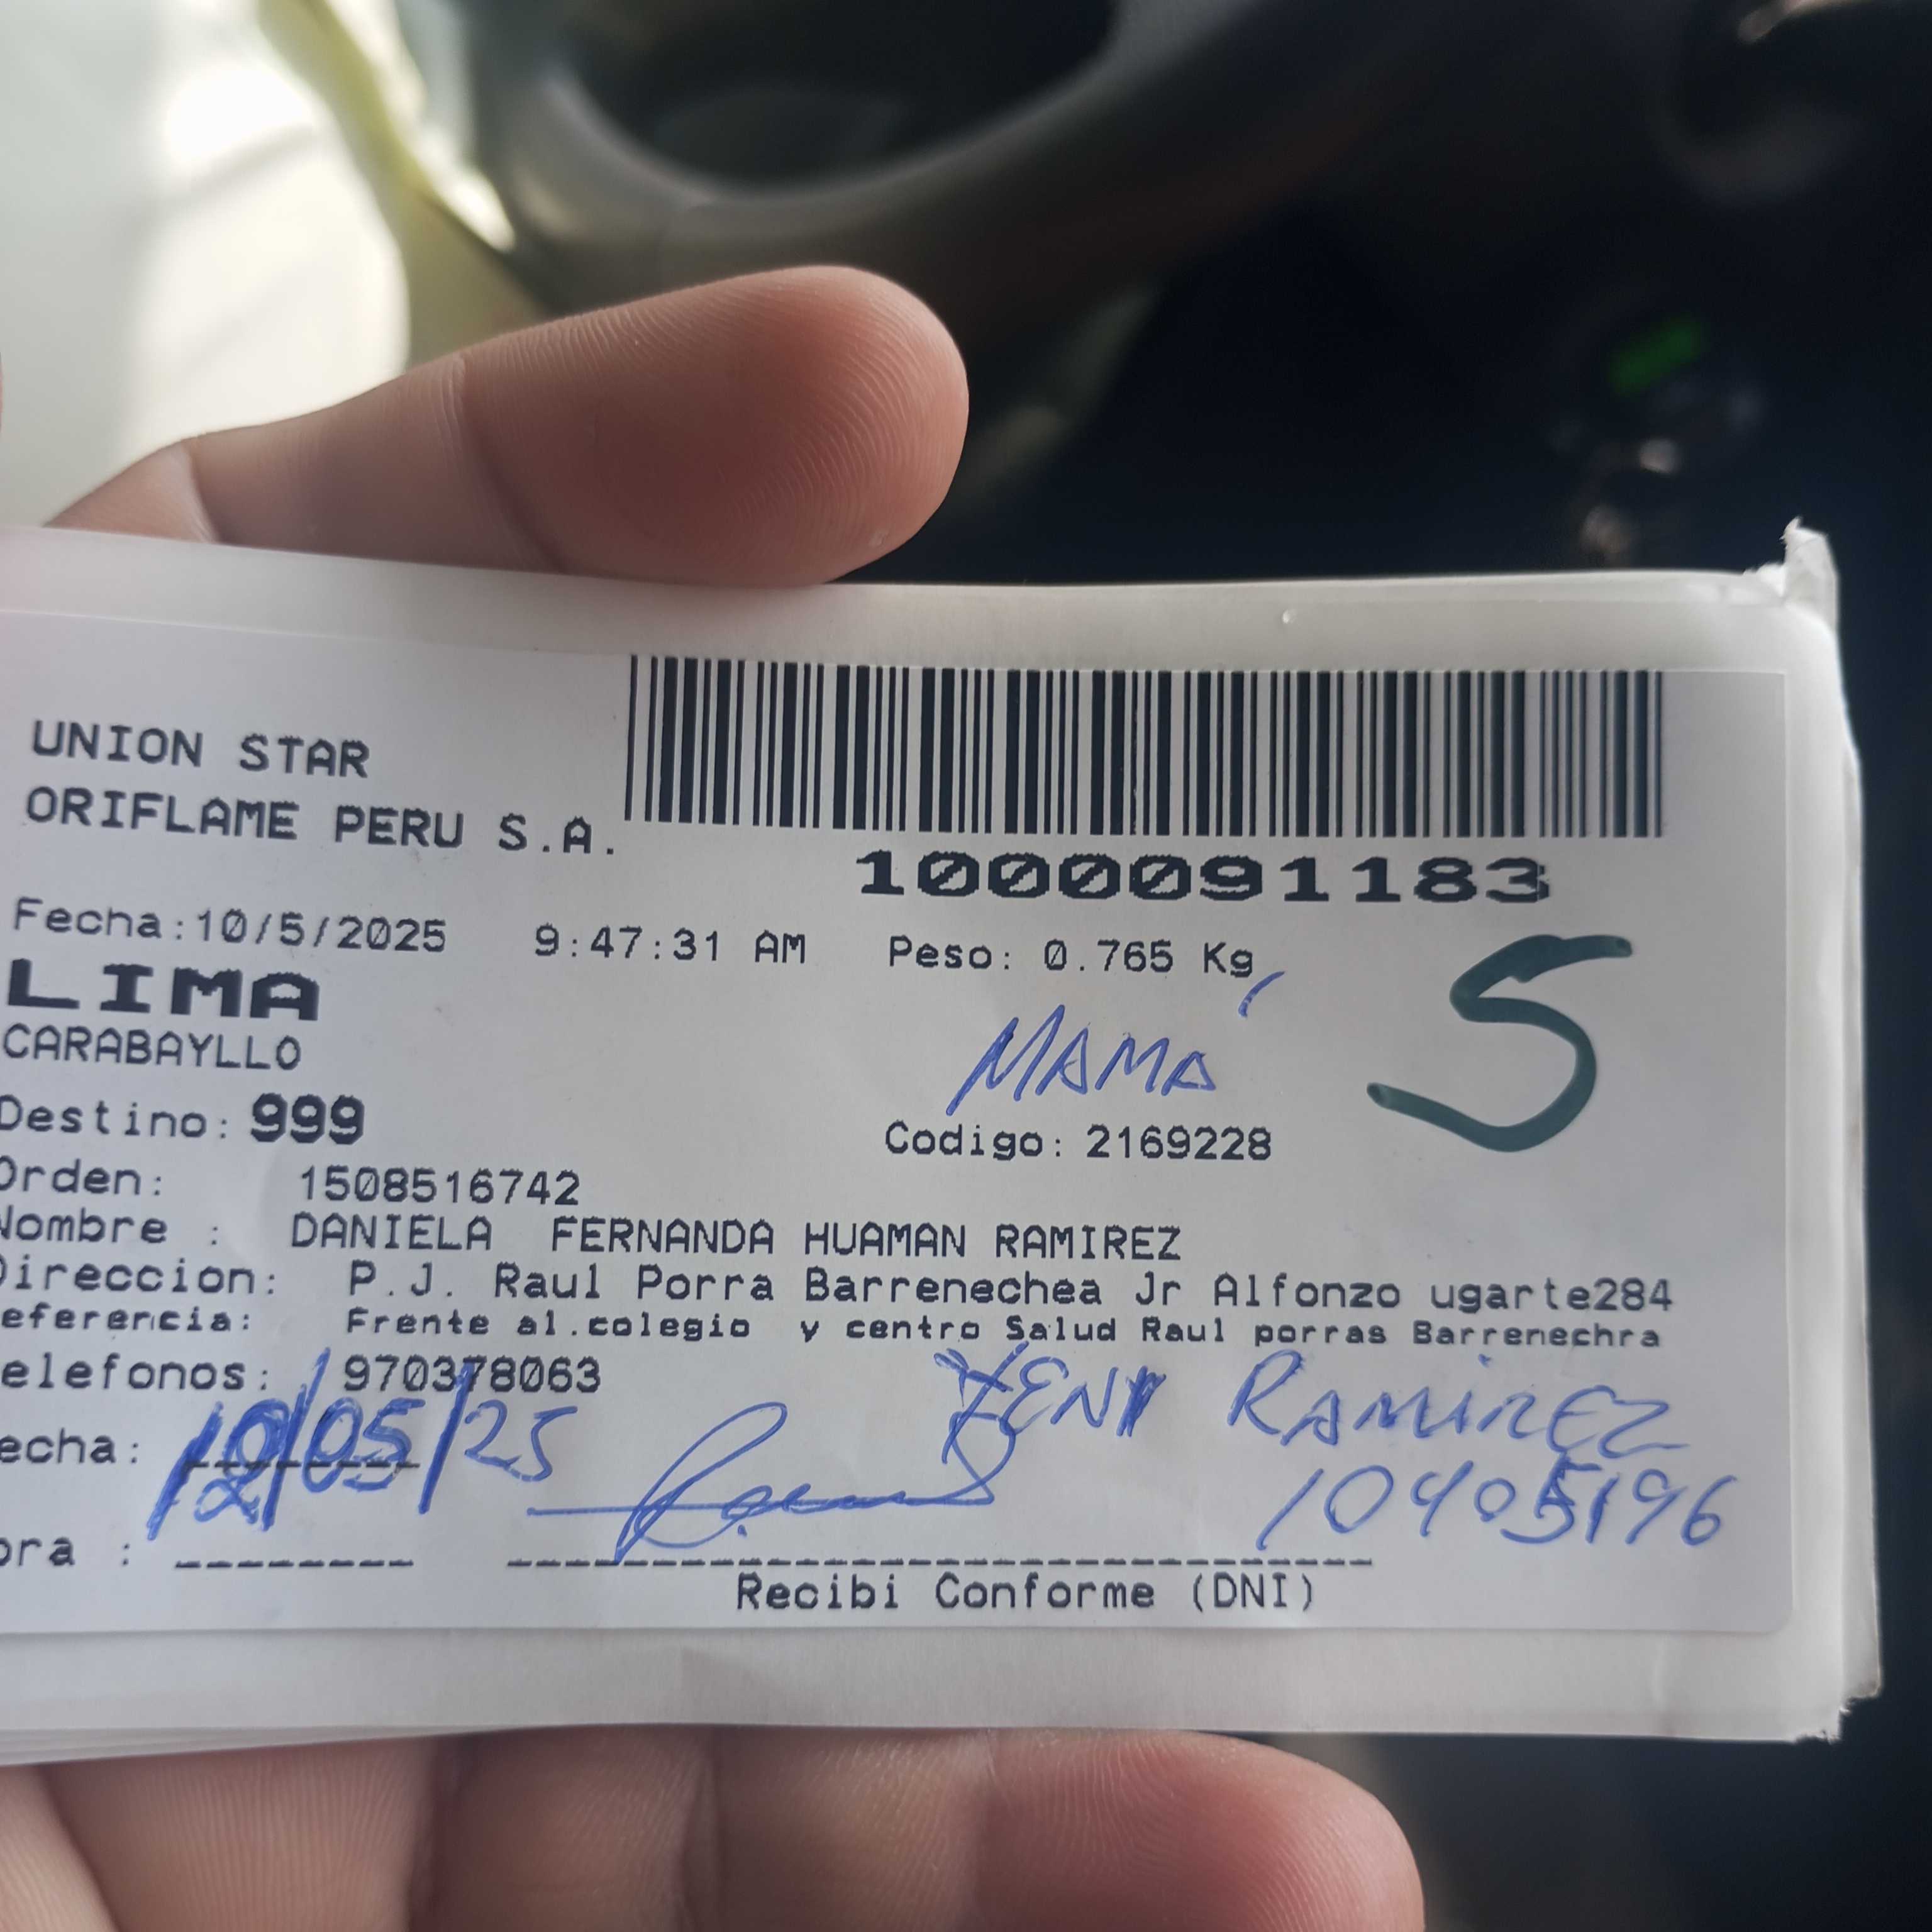 UNION STAR
ORIFLAME PERU S.A.
1000091183
Fecha:10/5/2025 9:47:31 AM Peso: 0.765 Kg
LIMA
MAMÁ
S
CARABAYLLO
Destino: 999
Codigo: 2169228
Orden: 1508516742
Nombre : DANIELA FERNANDA HUAMAN RAMIREZ
Direccion: P.J. Raul Porra Barrenechea Jr Alfonzo ugarte284
eferencia: Frente al.colegio y centro Salud Raul porras Barrenechra
elefonos: 970378063
YENY RAMIREZ
echa: /05/25
10405196
ora :
Recibi Conforme (DNI)